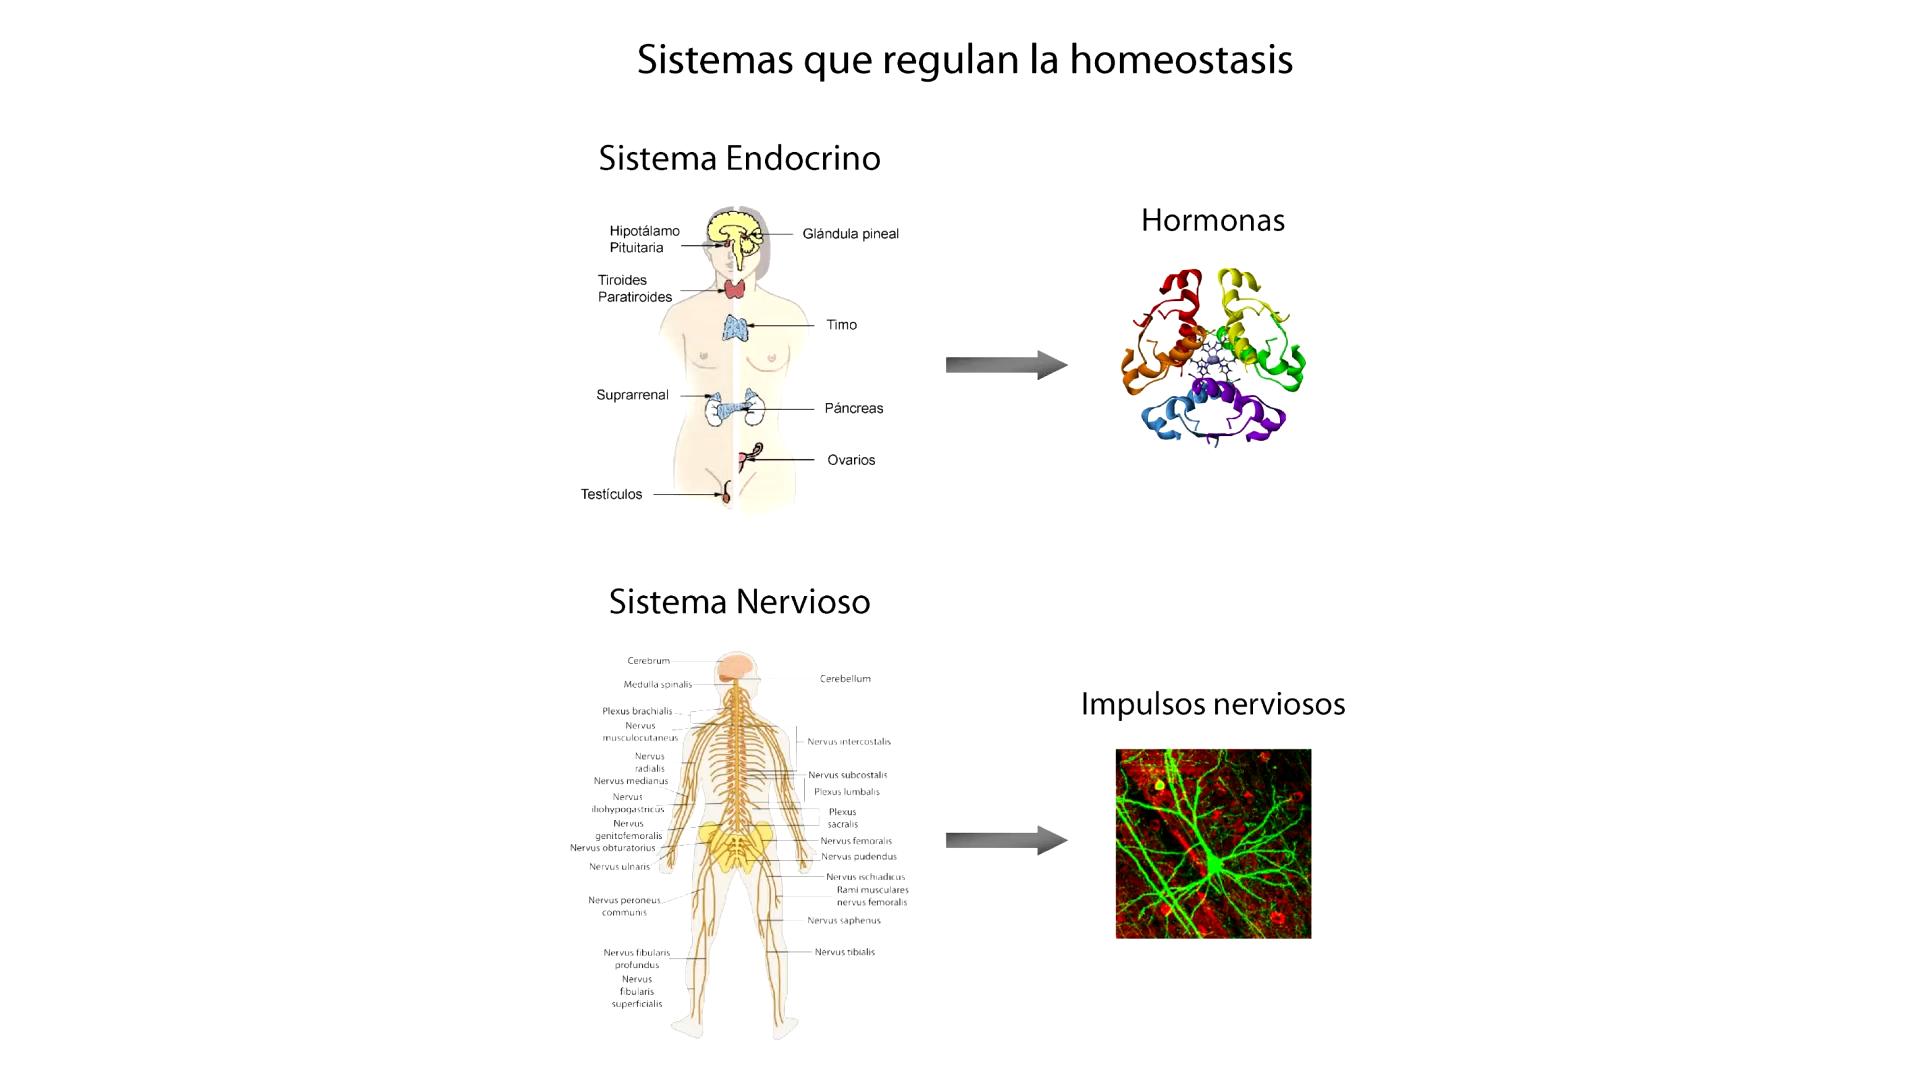 Sistemas que regulan la homeostasis
Sistema Endocrino
Hipotálamo
Pituitaria
Glándula pineal
Tiroides
Paratiroides
Timo
Suprarrenal
Páncreas
Ovarios
Testículos
Hormonas
Sistema Nervioso
Cerebrum
Cerebellum
Medulla spinalis
Plexus brachialis
Nervus
musculocutaneus
Nervus intercostalis
Nervus
radialis
Nervus medianus
Nervus subcostalis
Plexus lumbalis
Nervus
iliohypogastricus
Plexus
sacralis
Nervus
genitofemoralis
Nervus femoralis
Nervus obturatorius
Nervus pudendus
Nervus ulnaris
Nervus ischiadicus
Rami musculares
nervus femoralis
Nervus peroneus
communis
Nervus saphenus
Nervus fibularis
profundus
Nervus tibialis
Nervus
fibularis
superficialis
Impulsos nerviosos